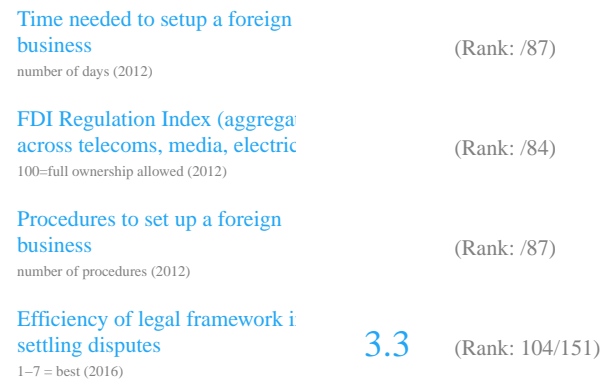 Time needed to setup a foreign
business
(Rank: /87)
number of days (2012)
FDI Regulation Index
across telecoms, media,
(Rank: /84)
100=full ownership allowed (2012)
Procedures to set up a foreign
business
(Rank: /87)
number of procedures (2012)
Efficiency of legal framework
settling disputes
3.3 (Rank: 104/151)
1–7 = best (2016)